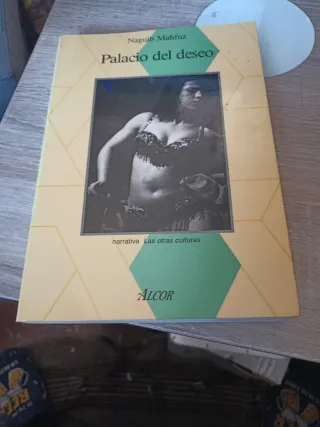 Naguib Mahfuz
Palacio del deseo
narrativa Las otras culturas
ALCOR